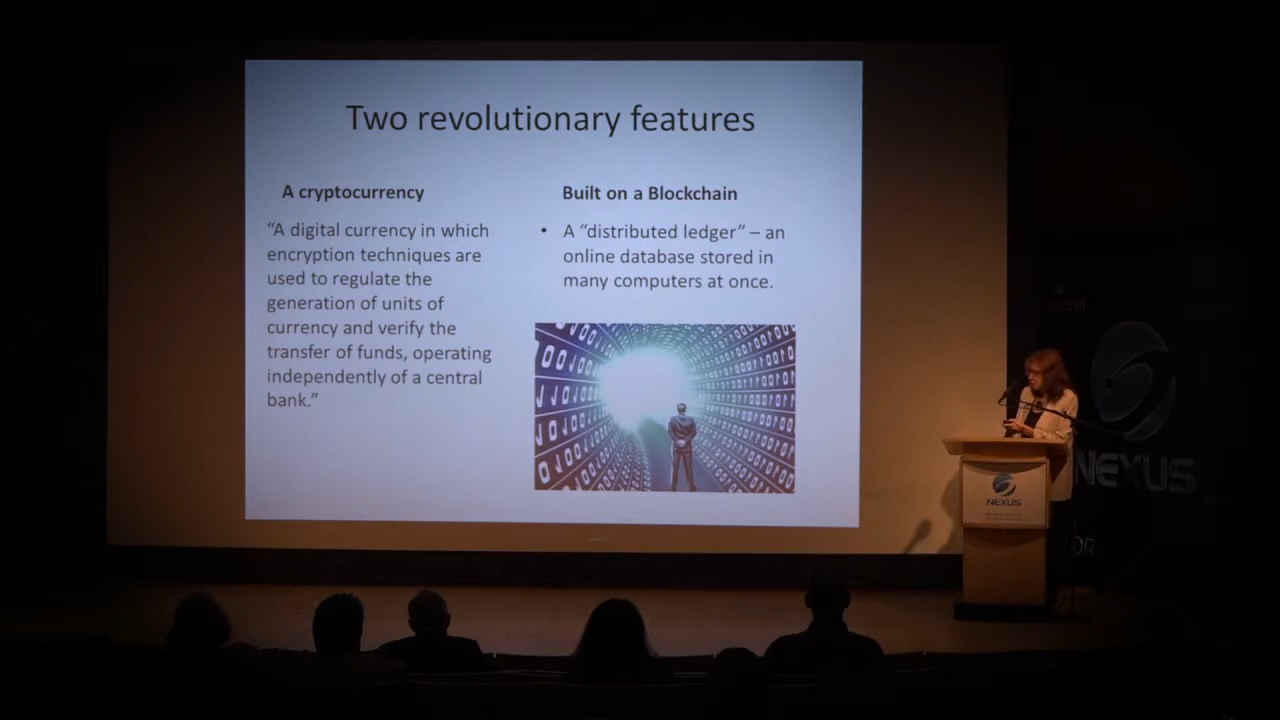 Two revolutionary features
A cryptocurrency
“A digital currency in which
encryption techniques are
used to regulate the
generation of units of
currency and verify the
transfer of funds, operating
independently of a central
bank.”
Built on a Blockchain
• A “distributed ledger” – an
online database stored in
many computers at once.
NEXUS
NEXUS